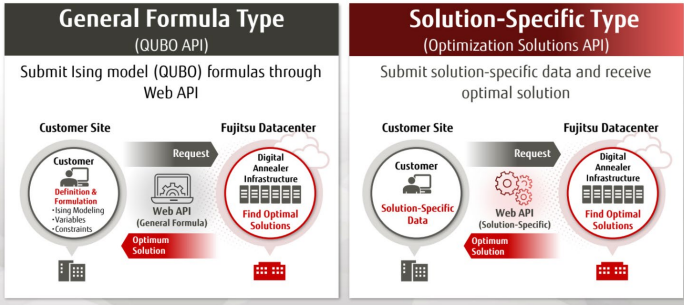 General Formula Type
(QUBO API)
Submit Ising model (QUBO) formulas through
Web API
Customer Site
Fujitsu Datacenter
Customer
Definition &
Formulation
•Ising Modeling
•Variables
•Constraints
Request
Web API
(General Formula)
Optimum
Solution
Digital
Annealer
Infrastructure
Find Optimal
Solutions
Solution-Specific Type
(Optimization Solutions API)
Submit solution-specific data and receive
optimal solution
Customer Site
Fujitsu Datacenter
Customer
Solution-Specific
Data
Request
Web API
(Solution-Specific)
Optimum
Solution
Digital
Annealer
Infrastructure
Find Optimal
Solutions